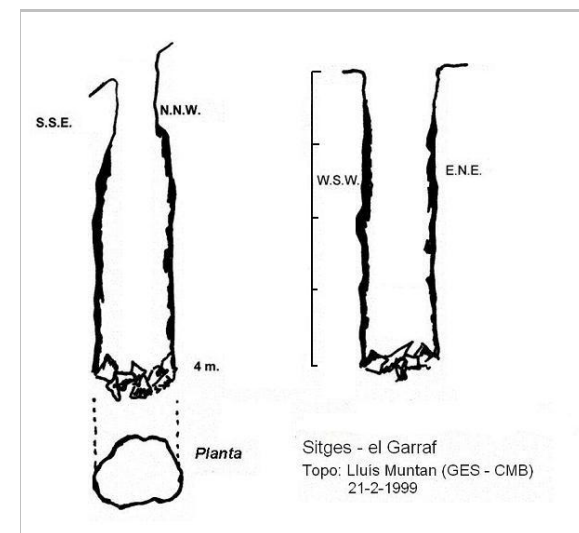 S.S.E.
N.N.W.
W.S.W.
E.N.E.
4 m.
Planta
Sitges - el Garraf
Topo: Lluís Muntan (GES - CMB)
21-2-1999